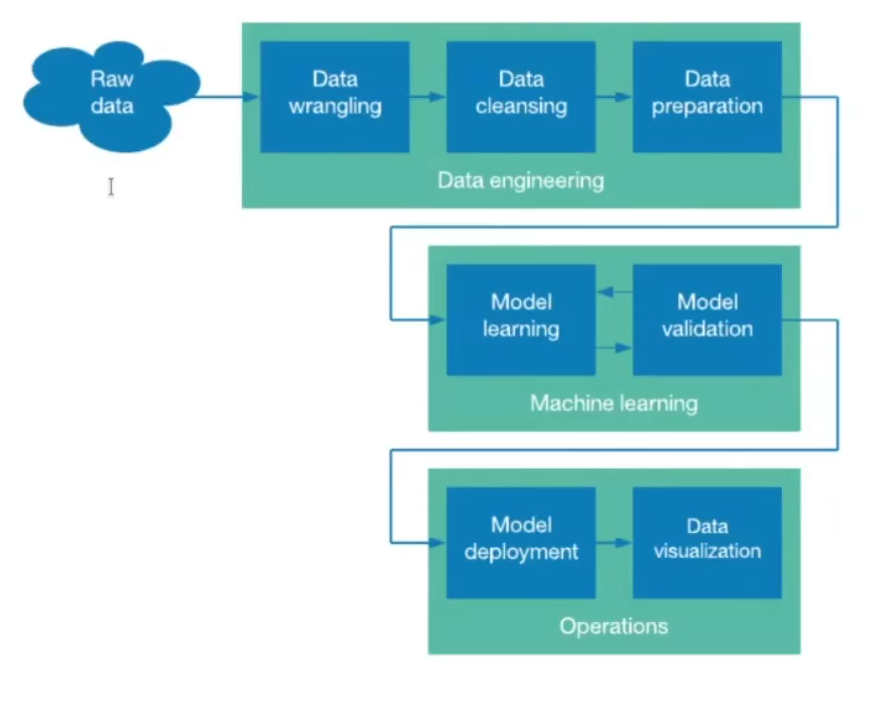 Raw
data
Data
wrangling
Data
cleansing
Data
preparation
Data engineering
Model
learning
Model
validation
Machine learning
Model
deployment
Data
visualization
Operations